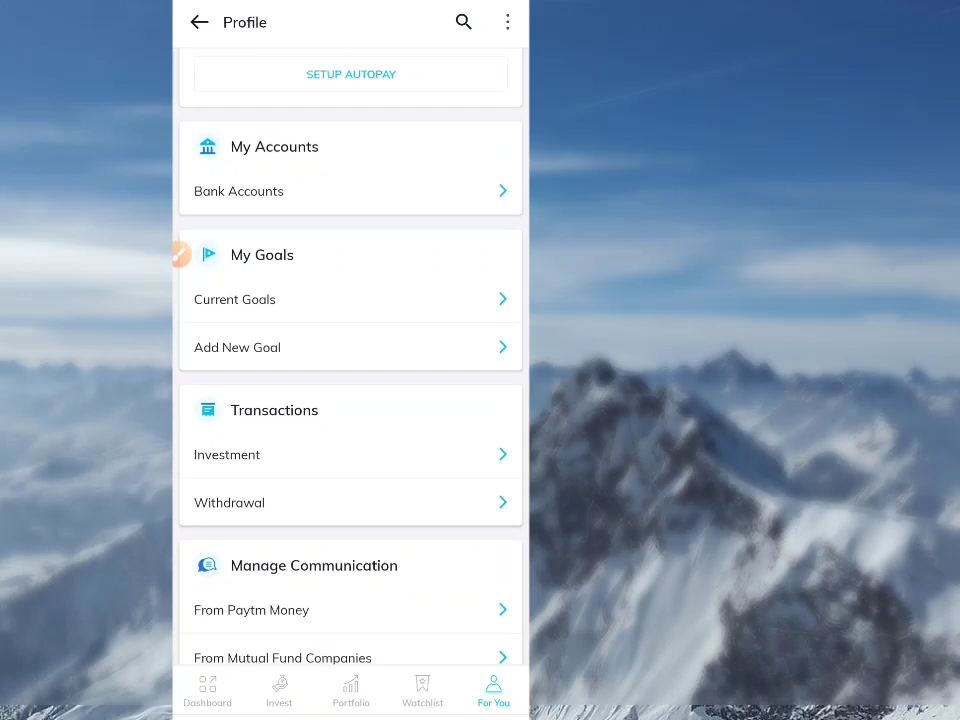 Profile
SETUP AUTOPAY
My Accounts
Bank Accounts
My Goals
Current Goals
Add New Goal
Transactions
Investment
Withdrawal
Manage Communication
From Paytm Money
From Mutual Fund Companies
Dashboard Invest Portfolio Watchlist For You